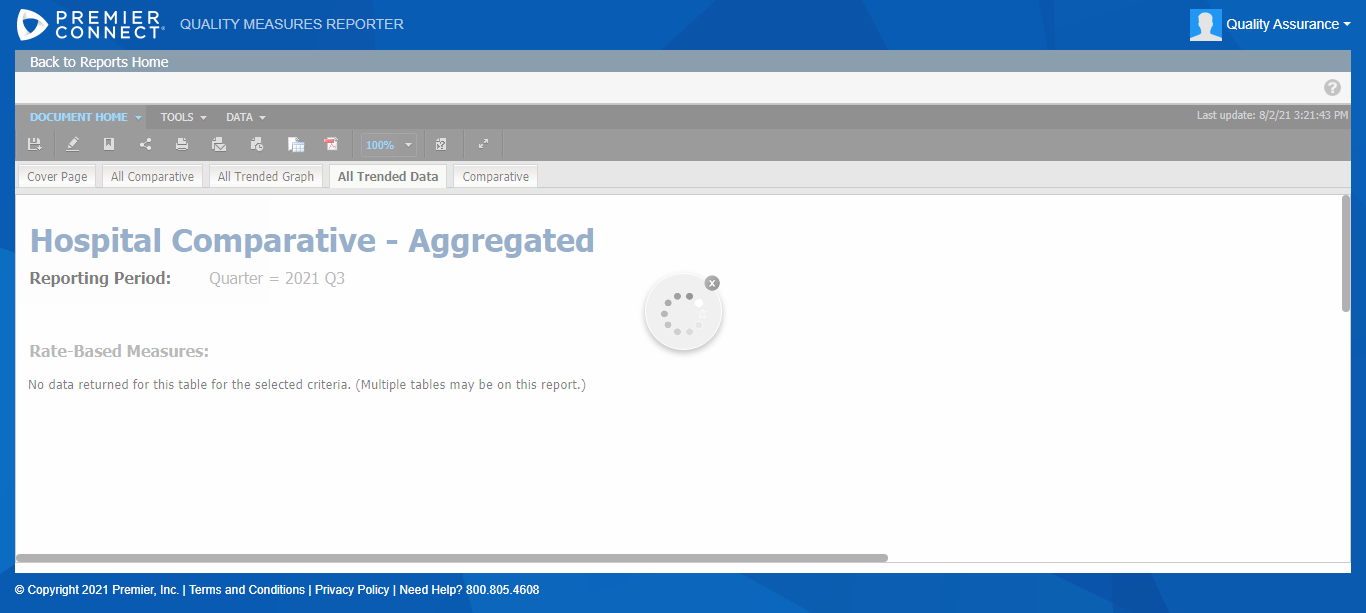 PREMIER
CONNECT
QUALITY MEASURES REPORTER
Quality Assurance
Back to Reports Home
?
DOCUMENT HOME TOOLS DATA
Last update: 8/2/21 3:21:43 PM
100%
Cover Page All Comparative All Trended Graph All Trended Data Comparative
Hospital Comparative - Aggregated
Reporting Period: Quarter = 2021 Q3
x
Rate-Based Measures:
No data returned for this table for the selected criteria. (Multiple tables may be on this report.)
© Copyright 2021 Premier, Inc. | Terms and Conditions | Privacy Policy | Need Help? 800.805.4608